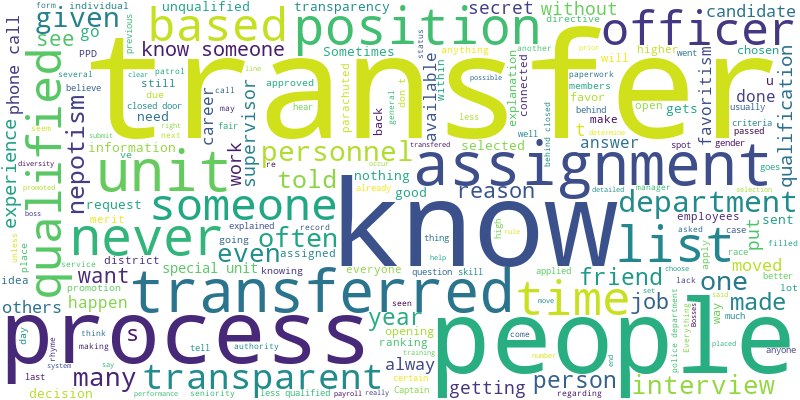 transfer
know
people
process
assignment
position
officer
unit
transferred
never
someone
qualified
list
time
transparent
department
based
personnel
given
told
nepotism
many
even
often
want
year
reason
friend
one
made
job
interview
person
getting
alway
know someone
without
secret
candidate
qualification
favoritism
experience
phone call
see
go
unqualified
transparency
form
individual
directive
previous
PPD
several
believe
status
another
prior
Sometimes
anything
higher
went
chosen
will
patrol
clear
call
line
possible
paperwork
members
approved
parachuted
explanation
connected
within
less
favor
still
closed door
due
may
hear
general
don t
back
available
open
gets
u
done
usually
criteria
passed
need
career
work
supervisor
fair
behind
behind closed
make
t
determine
spot
gender
information
seem
right
next
submit
ve
re
occur
transfered
well
answer
selected
goes
diversity
promoted
boss
nothing
already
good
detailed
manager
selection
merit
request
explained
record
employees
asked
case
put
sent
filled
unless
idea
place
service
district
assigned
going
knowing
everyone
thing
help
high
rule
question
skill
apply
race
moved
better
lot
special unit
others
promotion
happen
seen
applied
choose
lack
said
much
anyone
day
s
think
making
tell
authority
opening
ranking
move
job
set
come
number
police department
Everything
Bosses
way
placed
rhyme
system
say
last
decision
performance
seniority
less qualified
payroll
really
training
certain
Captain
regarding
end